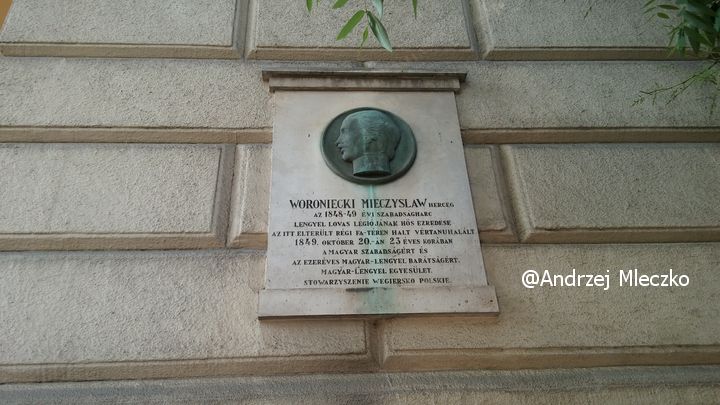 WORONIECKI MIECZYSLAW HERCEG
AZ 1848-49 ÉVI SZABADSÁGHARC
LENGYEL LOVAS LÉGIÓJÁNAK HŐS EZREDESE
AZ ITT ELTERÜLT RÉGI FA-TÉREN HALT VÉRTANUHALÁLT
1849. OKTÓBER 20.-ÁN 23 ÉVES KORÁBAN
A MAGYAR SZABADSÁGÉRT ÉS
AZ EZERÉVES MAGYAR-LENGYEL BARÁTSÁGÉRT.
MAGYAR-LENGYEL EGYESÜLET.
STOWARZYSZENIE WEGIERSKO POLSKIE.
@Andrzej Mleczko